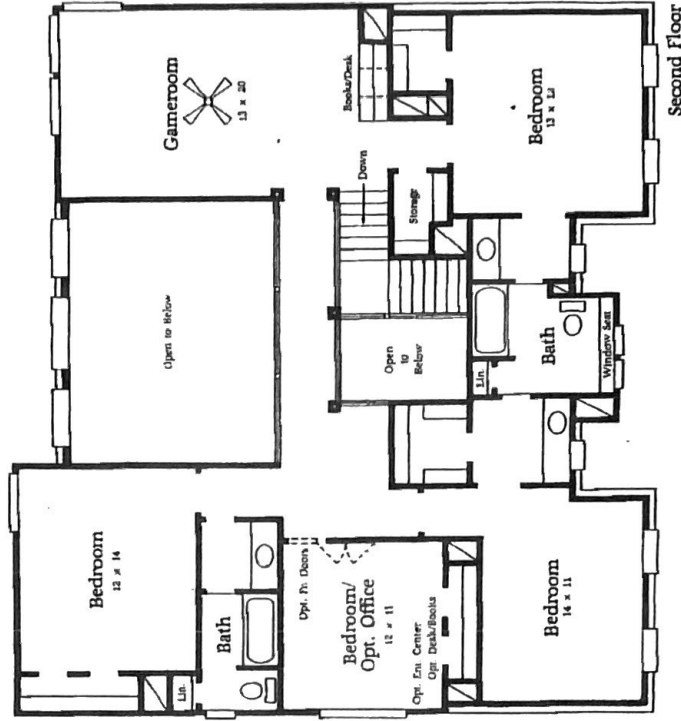 Gameroom
13 x 20
Books/Desk
Bedroom
13 x 12
Second Floor
Down
Storage
Open to Below
Open
to
Below
Lin.
Bath
Window Seat
Bedroom
12 x 14
Bath
Lin.
Opt. Fr. Doors
Bedroom/
Opt. Office
12 x 11
Opt. Ent. Center
Opt. Desk/Books
Bedroom
14 x 11